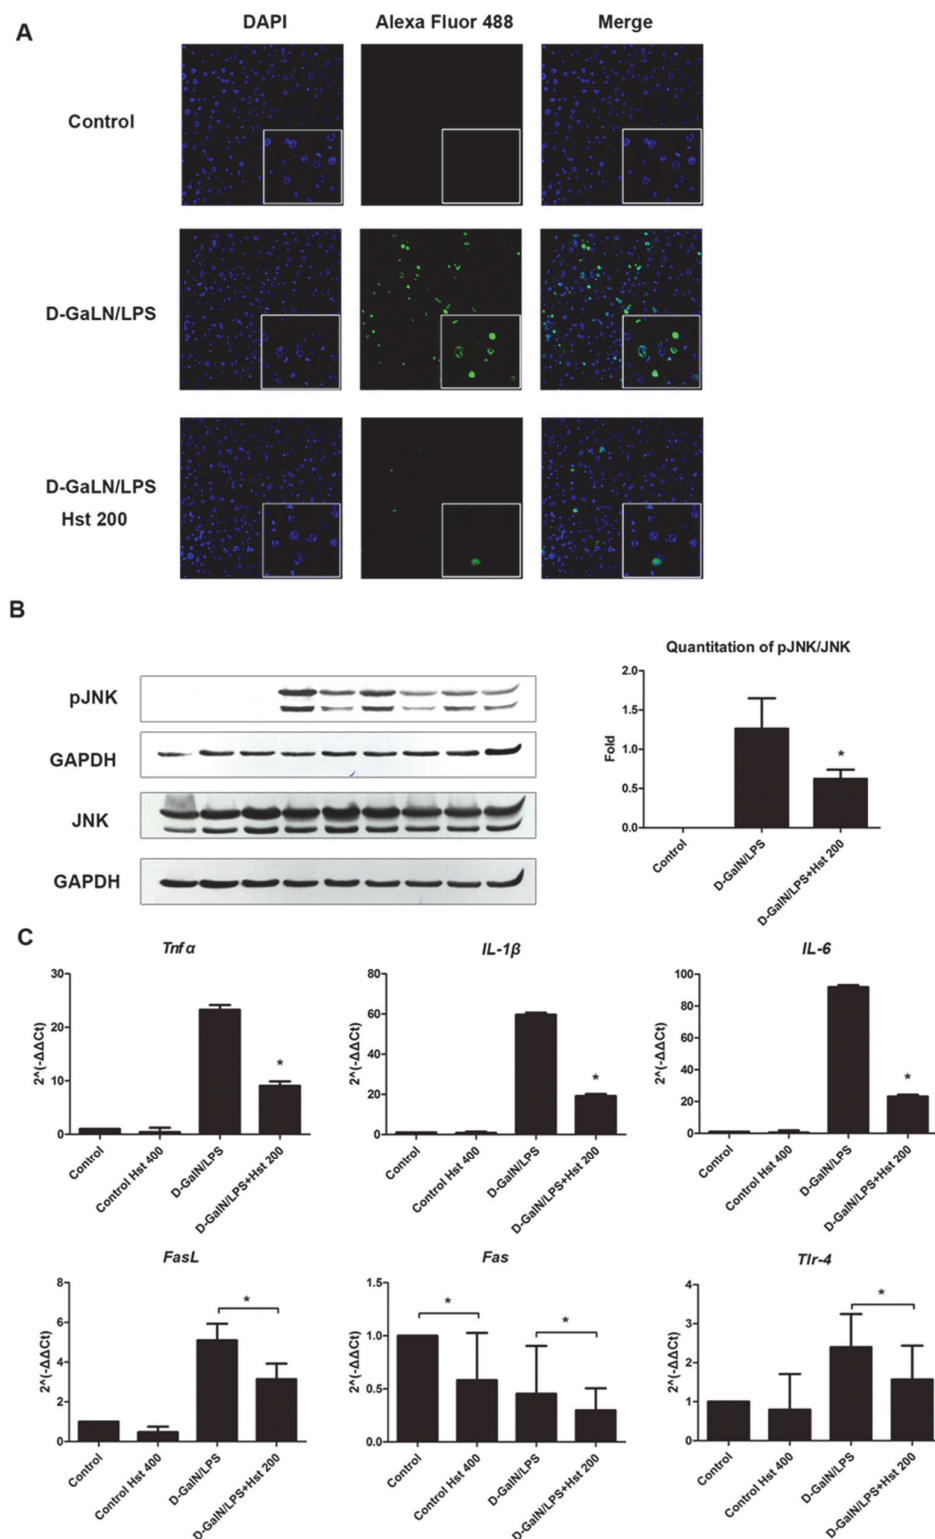 A
DAPI
Alexa Fluor 488
Merge
Control
D-GaLN/LPS
D-GaLN/LPS
Hst 200
B
pJNK
GAPDH
JNK
GAPDH
Quantitation of pJNK/JNK
Fold
2.0
1.5
1.0
0.5
0.0
*
Control
D-GalN/LPS
D-GalN/LPS+Hst 200
C
Tnfα
2^(-ΔΔCt)
30
20
10
0
*
Control
Control Hst 400
D-GalN/LPS
D-GalN/LPS+Hst 200
IL-1β
2^(-ΔΔCt)
80
60
40
20
0
*
Control
Control Hst 400
D-GalN/LPS
D-GalN/LPS+Hst 200
IL-6
2^(-ΔΔCt)
100
80
60
40
20
0
*
Control
Control Hst 400
D-GalN/LPS
D-GalN/LPS+Hst 200
FasL
2^(-ΔΔCt)
8
6
4
2
0
*
Control
Control Hst 400
D-GalN/LPS
D-GalN/LPS+Hst 200
Fas
2^(-ΔΔCt)
1.5
1.0
0.5
0.0
*
*
Control
Control Hst 400
D-GalN/LPS
D-GalN/LPS+Hst 200
Tlr-4
2^(-ΔΔCt)
4
3
2
1
0
*
Control
Control Hst 400
D-GalN/LPS
D-GalN/LPS+Hst 200